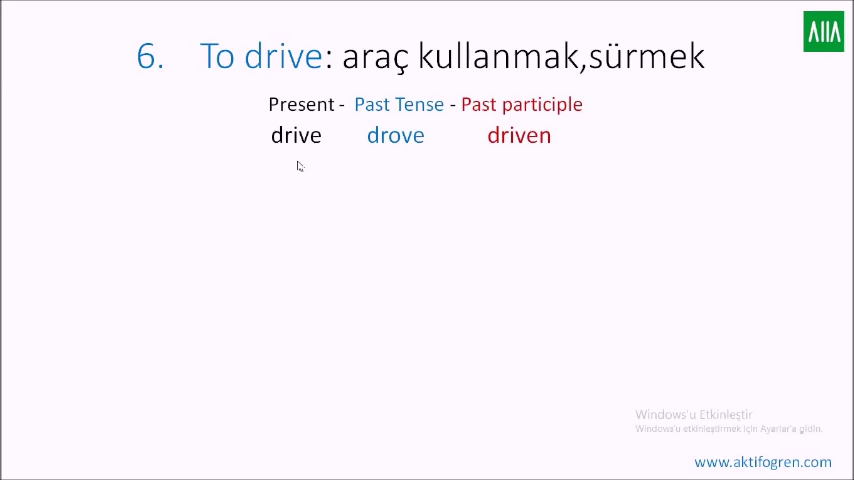 6. To drive: araç kullanmak,sürmek
Present - Past Tense - Past participle
drive drove driven
Windows'u Etkinleştir
Windows'u etkinleştirmek için Ayarlar'a gidin.
www.aktifogren.com